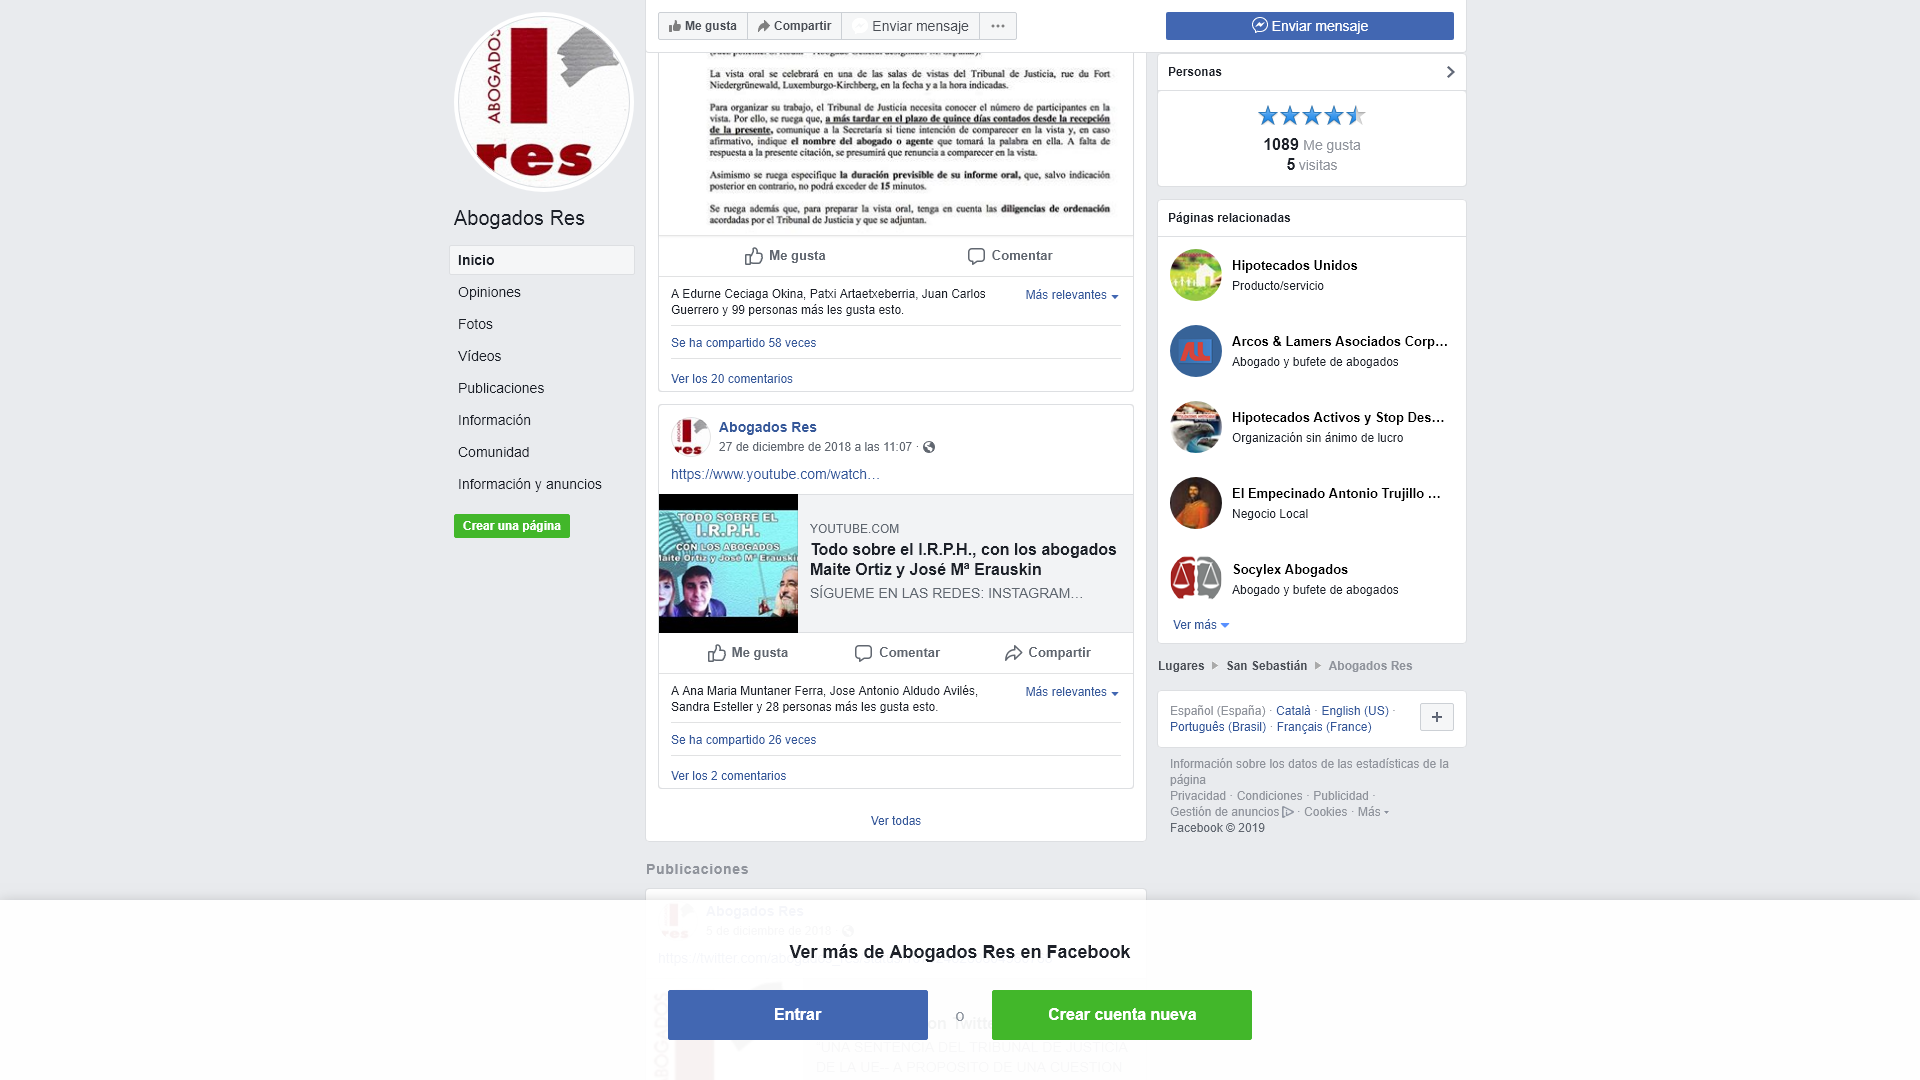 ABOGADOS
res
Abogados Res
Inicio
Opiniones
Fotos
Vídeos
Publicaciones
Información
Comunidad
Información y anuncios
Crear una página
Me gusta
Compartir
Enviar mensaje
Enviar mensaje
La vista oral se celebrará en una de las salas de vistas del Tribunal de Justicia, rue du Fort
Niedergrünewald, Luxemburgo-Kirchberg, en la fecha y a la hora indicadas.
Para organizar su trabajo, el Tribunal de Justicia necesita conocer el número de participantes en la
vista. Por ello, se ruega que, a más tardar en el plazo de quince días contados desde la recepción
de la presente, comunique a la Secretaría si tiene intención de comparecer en la vista y, en caso
afirmativo, indique el nombre del abogado o agente que tomará la palabra en ella. A falta de
respuesta a la presente citación, se presumirá que renuncia a comparecer en la vista.
Asimismo se ruega especifique la duración previsible de su informe oral, que, salvo indicación
posterior en contrario, no podrá exceder de 15 minutos.
Se ruega además que, para preparar la vista oral, tenga en cuenta las diligencias de ordenación
acordadas por el Tribunal de Justicia y que se adjuntan.
Me gusta
Comentar
A Edurne Ceciaga Okina, Patxi Artaetxeberria, Juan Carlos
Guerrero y 99 personas más les gusta esto.
Más relevantes
Se ha compartido 58 veces
Ver los 20 comentarios
Abogados Res
27 de diciembre de 2018 a las 11:07 ·
https://www.youtube.com/watch…
TODO SOBRE EL
I.R.P.H.
CON LOS ABOGADOS
Maite Ortiz y José Mª Erauskin
YOUTUBE.COM
Todo sobre el I.R.P.H., con los abogados
Maite Ortiz y José Mª Erauskin
SÍGUEME EN LAS REDES: INSTAGRAM…
Me gusta
Comentar
Compartir
A Ana Maria Muntaner Ferra, Jose Antonio Aldudo Avilés,
Sandra Esteller y 28 personas más les gusta esto.
Más relevantes
Se ha compartido 26 veces
Ver los 2 comentarios
Ver todas
Publicaciones
Abogados Res
5 de diciembre de 2018
Personas
1089 Me gusta
5 visitas
Páginas relacionadas
Hipotecados Unidos
Producto/servicio
AL
Arcos & Lamers Asociados Corp…
Abogado y bufete de abogados
Hipotecados Activos y Stop Des…
Organización sin ánimo de lucro
El Empecinado Antonio Trujillo …
Negocio Local
Socylex Abogados
Abogado y bufete de abogados
Ver más
Lugares
San Sebastián
Abogados Res
Español (España) · Català · English (US) ·
Português (Brasil) · Français (France)
Información sobre los datos de las estadísticas de la
página
Privacidad · Condiciones · Publicidad ·
Gestión de anuncios · Cookies · Más
Facebook © 2019
Ver más de Abogados Res en Facebook
Entrar
o
Crear cuenta nueva
UNA SENTENCIA DEL TRIBUNAL DE JUSTICIA
DE LA UE – A PROPÓSITO DE UNA CUESTIÓN